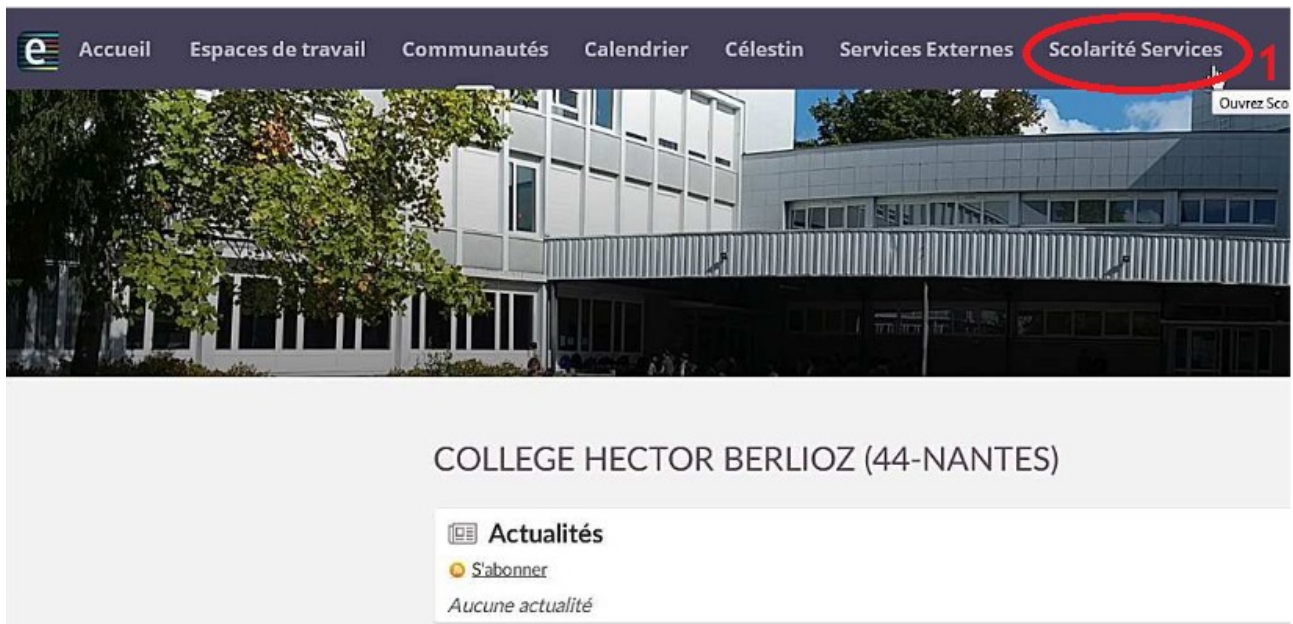 e Accueil Espaces de travail Communautés Calendrier Célestin Services Externes Scolarité Services 1
Ouvrez Sco
COLLEGE HECTOR BERLIOZ (44-NANTES)
Actualités
S'abonner
Aucune actualité